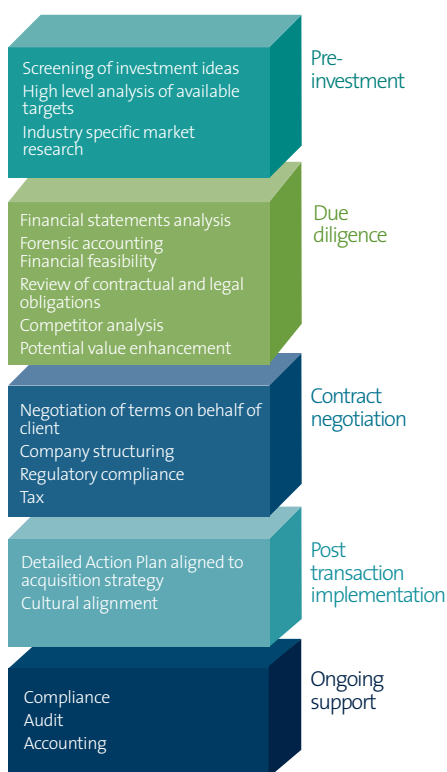 Screening of investment ideas
High level analysis of available
targets
Industry specific market
research
Pre-
investment
Financial statements analysis
Forensic accounting
Financial feasibility
Review of contractual and legal
obligations
Competitor analysis
Potential value enhancement
Due
diligence
Negotiation of terms on behalf of
client
Company structuring
Regulatory compliance
Tax
Contract
negotiation
Detailed Action Plan aligned to
acquisition strategy
Cultural alignment
Post
transaction
implementation
Compliance
Audit
Accounting
Ongoing
support